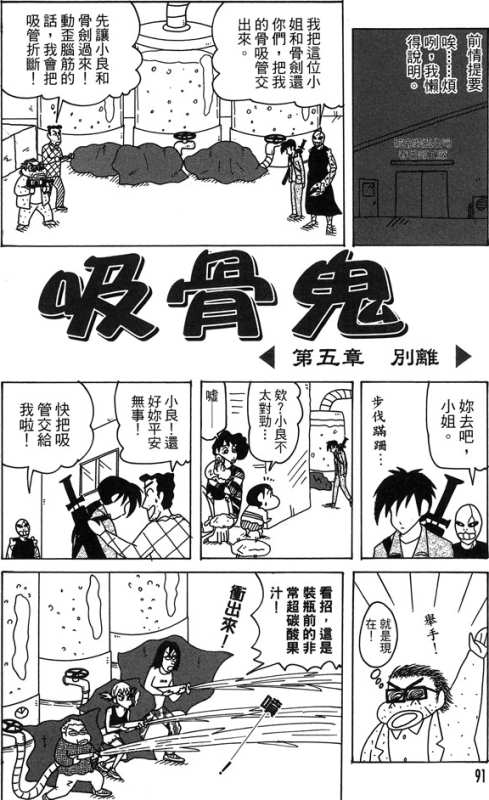 前情提要
唉……煩
咧，我懶
得說明。
我把這位小
姐和骨劍還
你們，把我
的骨吸管交
出來。
先讓小良和
骨劍過來！
動歪腦筋的
話，我會把
吸管折斷！
吸骨鬼
第五章 別離
妳去吧，
小姐。
步伐蹣跚…
欸？小良不
太對勁…
噓
小良！還
好妳平安
無事！
快把吸
管交給
我啦！
舉手！
就是現
在！
看招，這是
裝瓶前的非
常超碳酸果
汁！
衝出來！
91